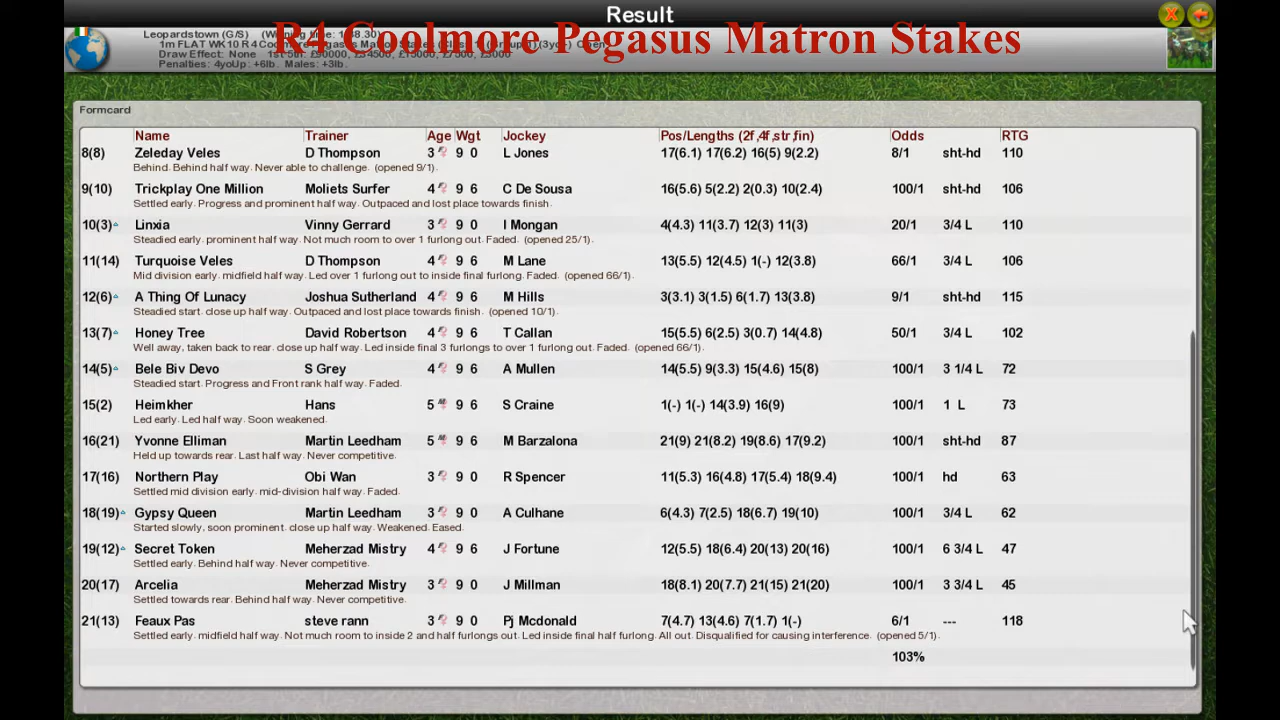 Result
R4 Coolmore Pegasus Matron Stakes
Leopardstown (G/S)
Draw Effect: None
Penalties: 4yoUp: +6lb. Males: +3lb.
Formcard
Name Trainer Age Wgt Jockey Pos/Lengths (2f,4f,str,fin) Odds RTG
8(8) Zeleday Veles D Thompson 3 9 0 L Jones 17(6.1) 17(6.2) 16(5) 9(2.2) 8/1 sht-hd 110
Behind. Behind half way. Never able to challenge. (opened 9/1).
9(10) Trickplay One Million Moliets Surfer 4 9 6 C De Sousa 16(5.6) 5(2.2) 2(0.3) 10(2.4) 100/1 sht-hd 106
Settled early. Progress and prominent half way. Outpaced and lost place towards finish.
10(3) Linxia Vinny Gerrard 3 9 0 I Mongan 4(4.3) 11(3.7) 12(3) 11(3) 20/1 3/4 L 110
Steadied early. prominent half way. Not much room to over 1 furlong out. Faded. (opened 25/1).
11(14) Turquoise Veles D Thompson 4 9 6 M Lane 13(5.5) 12(4.5) 1(-) 12(3.8) 66/1 3/4 L 106
Mid division early. midfield half way. Led over 1 furlong out to inside final furlong. Faded. (opened 66/1).
12(6) A Thing Of Lunacy Joshua Sutherland 4 9 6 M Hills 3(3.1) 3(1.5) 6(1.7) 13(3.8) 9/1 sht-hd 115
Steadied start. close up half way. Outpaced and lost place towards finish. (opened 10/1).
13(7) Honey Tree David Robertson 4 9 6 T Callan 15(5.5) 6(2.5) 3(0.7) 14(4.8) 50/1 3/4 L 102
Well away, taken back to rear. close up half way. Led inside final 3 furlongs to over 1 furlong out. Faded. (opened 66/1).
14(5) Bele Biv Devo S Grey 4 9 6 A Mullen 14(5.5) 9(3.3) 15(4.6) 15(8) 100/1 3 1/4 L 72
Steadied start. Progress and Front rank half way. Faded.
15(2) Heimkher Hans 5 9 6 S Craine 1(-) 1(-) 14(3.9) 16(9) 100/1 1 L 73
Led early. Led half way. Soon weakened.
16(21) Yvonne Elliman Martin Leedham 5 9 6 M Barzalona 21(9) 21(8.2) 19(8.6) 17(9.2) 100/1 sht-hd 87
Held up towards rear. Last half way. Never competitive.
17(16) Northern Play Obi Wan 3 9 0 R Spencer 11(5.3) 16(4.8) 17(5.4) 18(9.4) 100/1 hd 63
Settled mid division early. mid-division half way. Faded.
18(19) Gypsy Queen Martin Leedham 3 9 0 A Culhane 6(4.3) 7(2.5) 18(6.7) 19(10) 100/1 3/4 L 62
Started slowly, soon prominent. close up half way. Weakened. Eased.
19(12) Secret Token Meherzad Mistry 4 9 6 J Fortune 12(5.5) 18(6.4) 20(13) 20(16) 100/1 6 3/4 L 47
Settled early. Behind half way. Never competitive.
20(17) Arcelia Meherzad Mistry 3 9 0 J Millman 18(8.1) 20(7.7) 21(15) 21(20) 100/1 3 3/4 L 45
Settled towards rear. Behind half way. Never competitive.
21(13) Feaux Pas steve rann 3 9 0 Pj Mcdonald 7(4.7) 13(4.6) 7(1.7) 1(-) 6/1 --- 118
Settled early. midfield half way. Not much room to inside 2 and half furlongs out. Led inside final half furlong. All out. Disqualified for causing interference. (opened 5/1).
103%